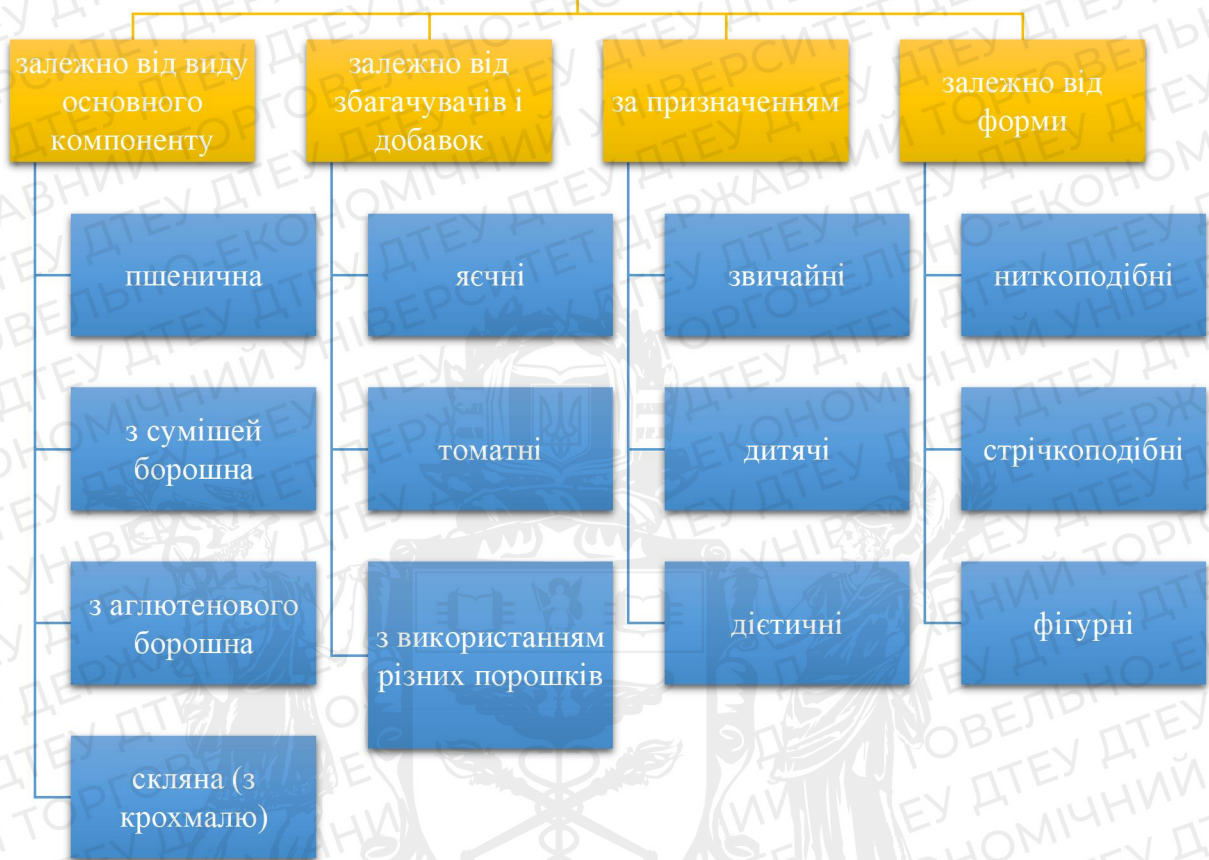 залежно від виду
основного
компоненту
пшенична
з сумішей
борошна
з аглютенового
борошна
скляна (з
крохмалю)
залежно від
збагачувачів і
добавок
яєчні
томатні
з використанням
різних порошків
за призначенням
звичайні
дитячі
дієтичні
залежно від
форми
ниткоподібні
стрічкоподібні
фігурні